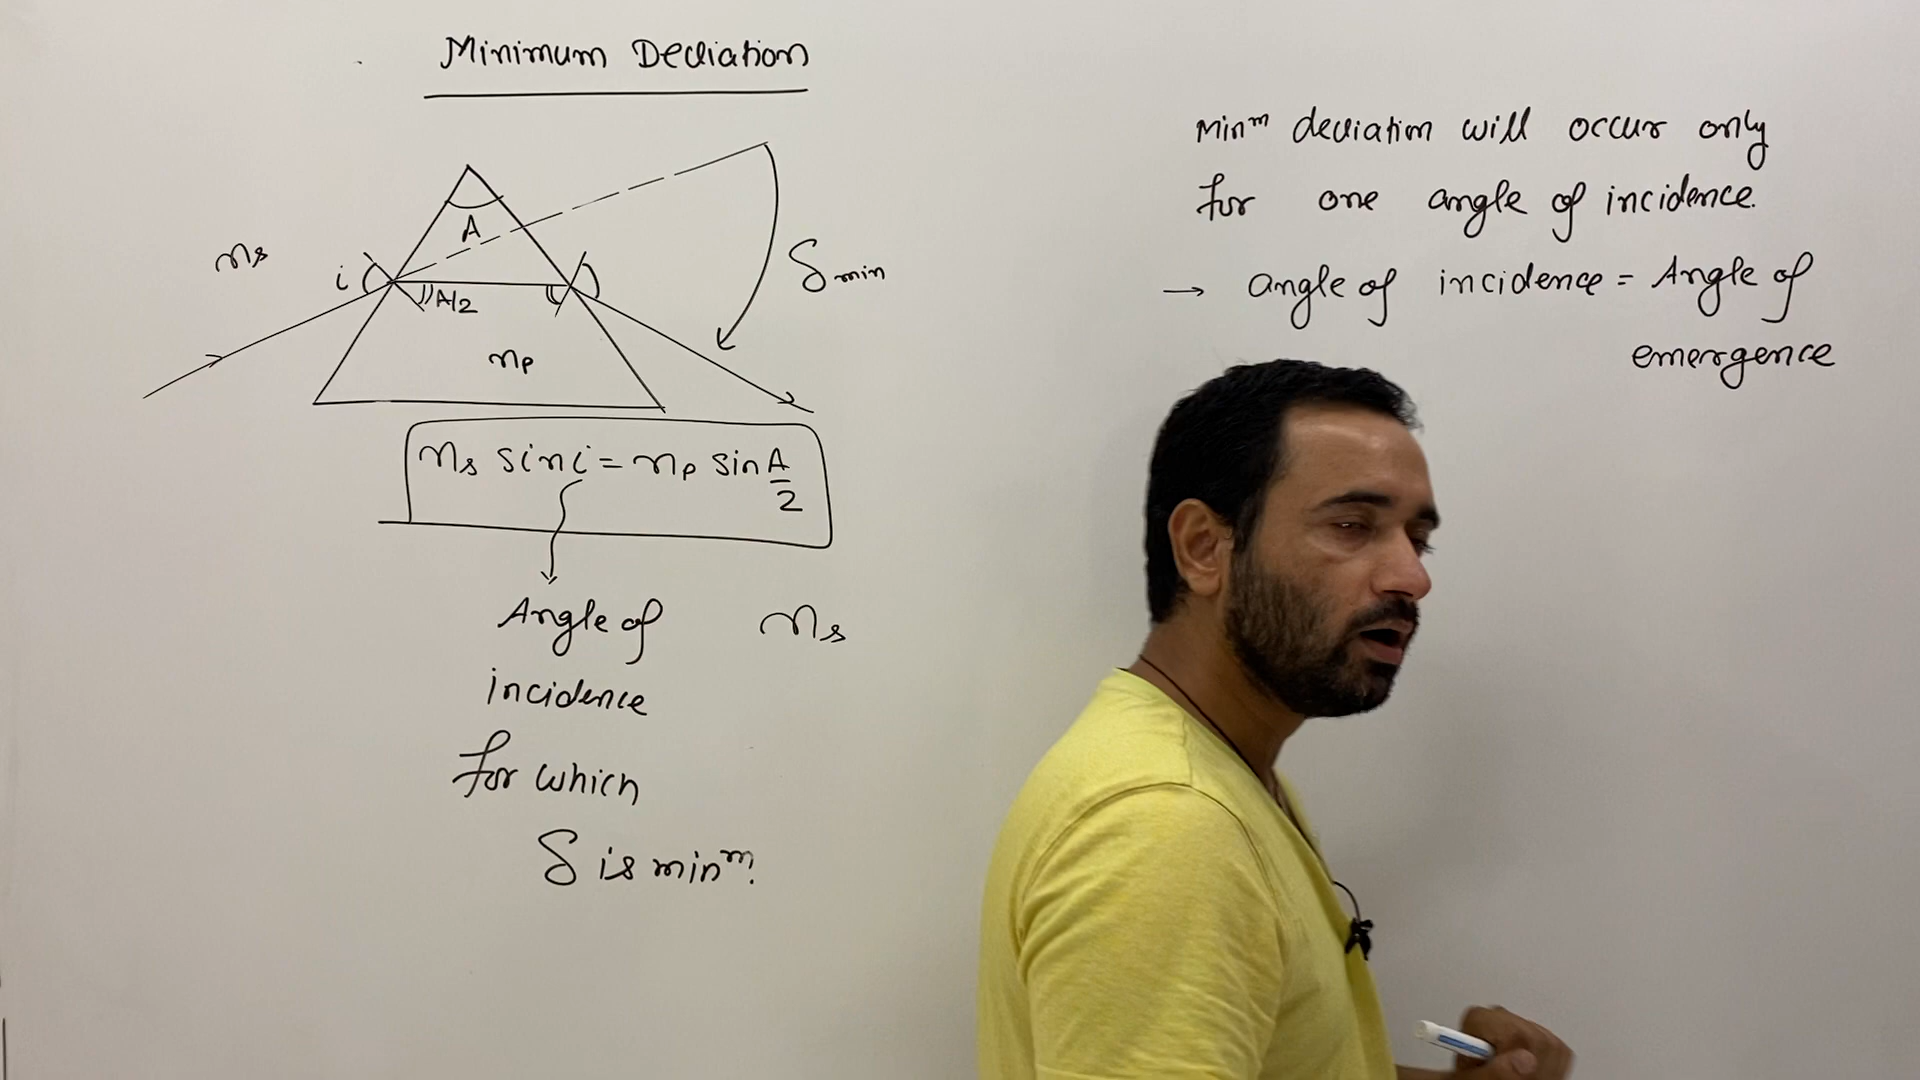 Minimum Deviation
A
ns
i
A/2
δmin
np
ns sin i = np sin A/2
Angle of
incidence
for which
δ is minᵐ.
ns
Minᵐ deviation will occur only
for one angle of incidence.
→ angle of incidence = Angle of
emergence